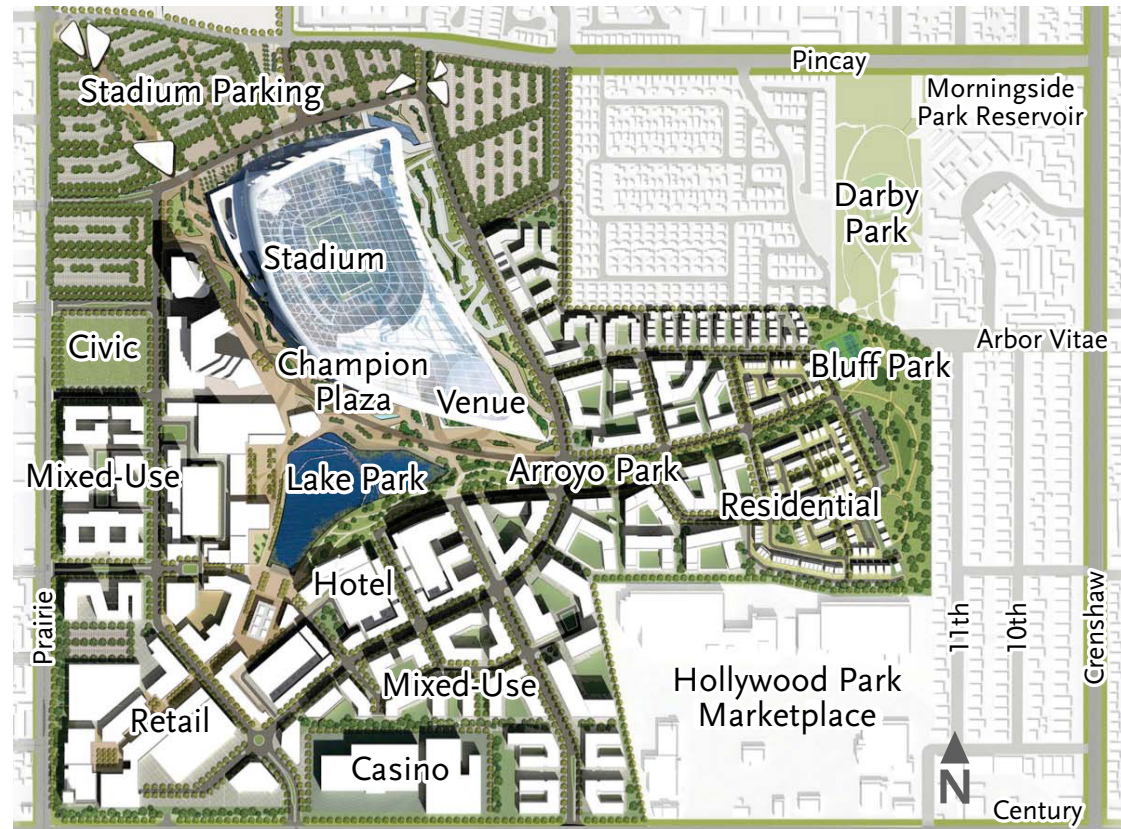 Pincay
Stadium Parking
Morningside
Park Reservoir
Darby
Park
Stadium
Civic
Arbor Vitae
Champion
Plaza
Bluff Park
Venue
Mixed-Use
Lake Park
Arroyo Park
Residential
Hotel
Prairie
11th
10th
Crenshaw
Mixed-Use
Hollywood Park
Marketplace
Retail
Casino
N
Century